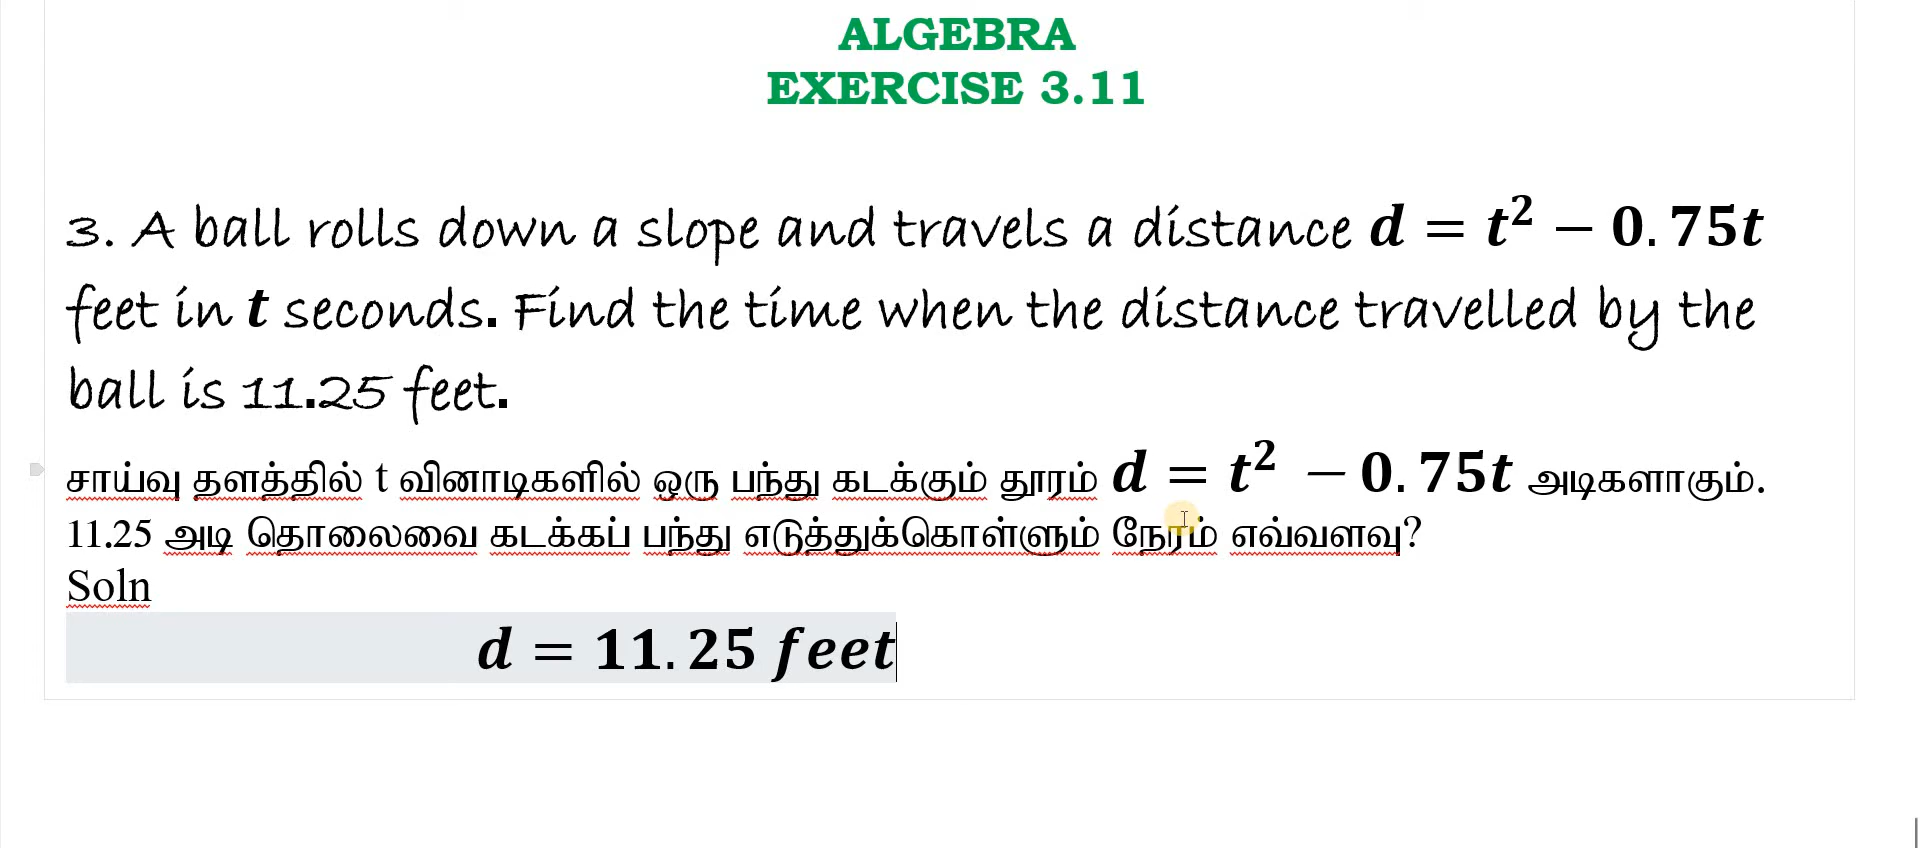 ALGEBRA
EXERCISE 3.11
3. A ball rolls down a slope and travels a distance d = t² − 0.75t
feet in t seconds. Find the time when the distance travelled by the
ball is 11.25 feet.
சாய்வு தளத்தில் t வினாடிகளில் ஒரு பந்து கடக்கும் தூரம் d = t² − 0.75t அடிகளாகும்.
11.25 அடி தொலைவை கடக்கப் பந்து எடுத்துக்கொள்ளும் நேரம் எவ்வளவு?
Soln
d = 11.25 feet